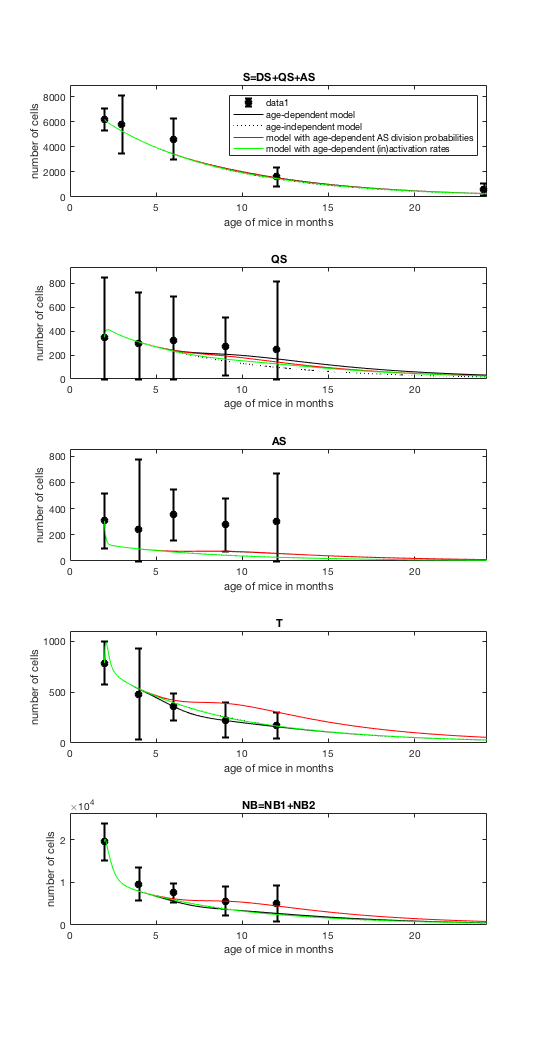 S=DS+QS+AS
8000
6000
4000
2000
0
number of cells
data1
age-dependent model
age-independent model
model with age-dependent AS division probabilities
model with age-dependent (in)activation rates
0 5 10 15 20
age of mice in months
QS
800
600
400
200
0
number of cells
0 5 10 15 20
age of mice in months
AS
800
600
400
200
0
number of cells
0 5 10 15 20
age of mice in months
T
1000
500
0
number of cells
0 5 10 15 20
age of mice in months
NB=NB1+NB2
×10^4
2
1
0
number of cells
0 5 10 15 20
age of mice in months